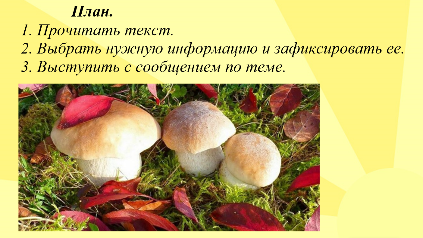 План.
1. Прочитать текст.
2. Выбрать нужную информацию и зафиксировать ее.
3. Выступить с сообщением по теме.